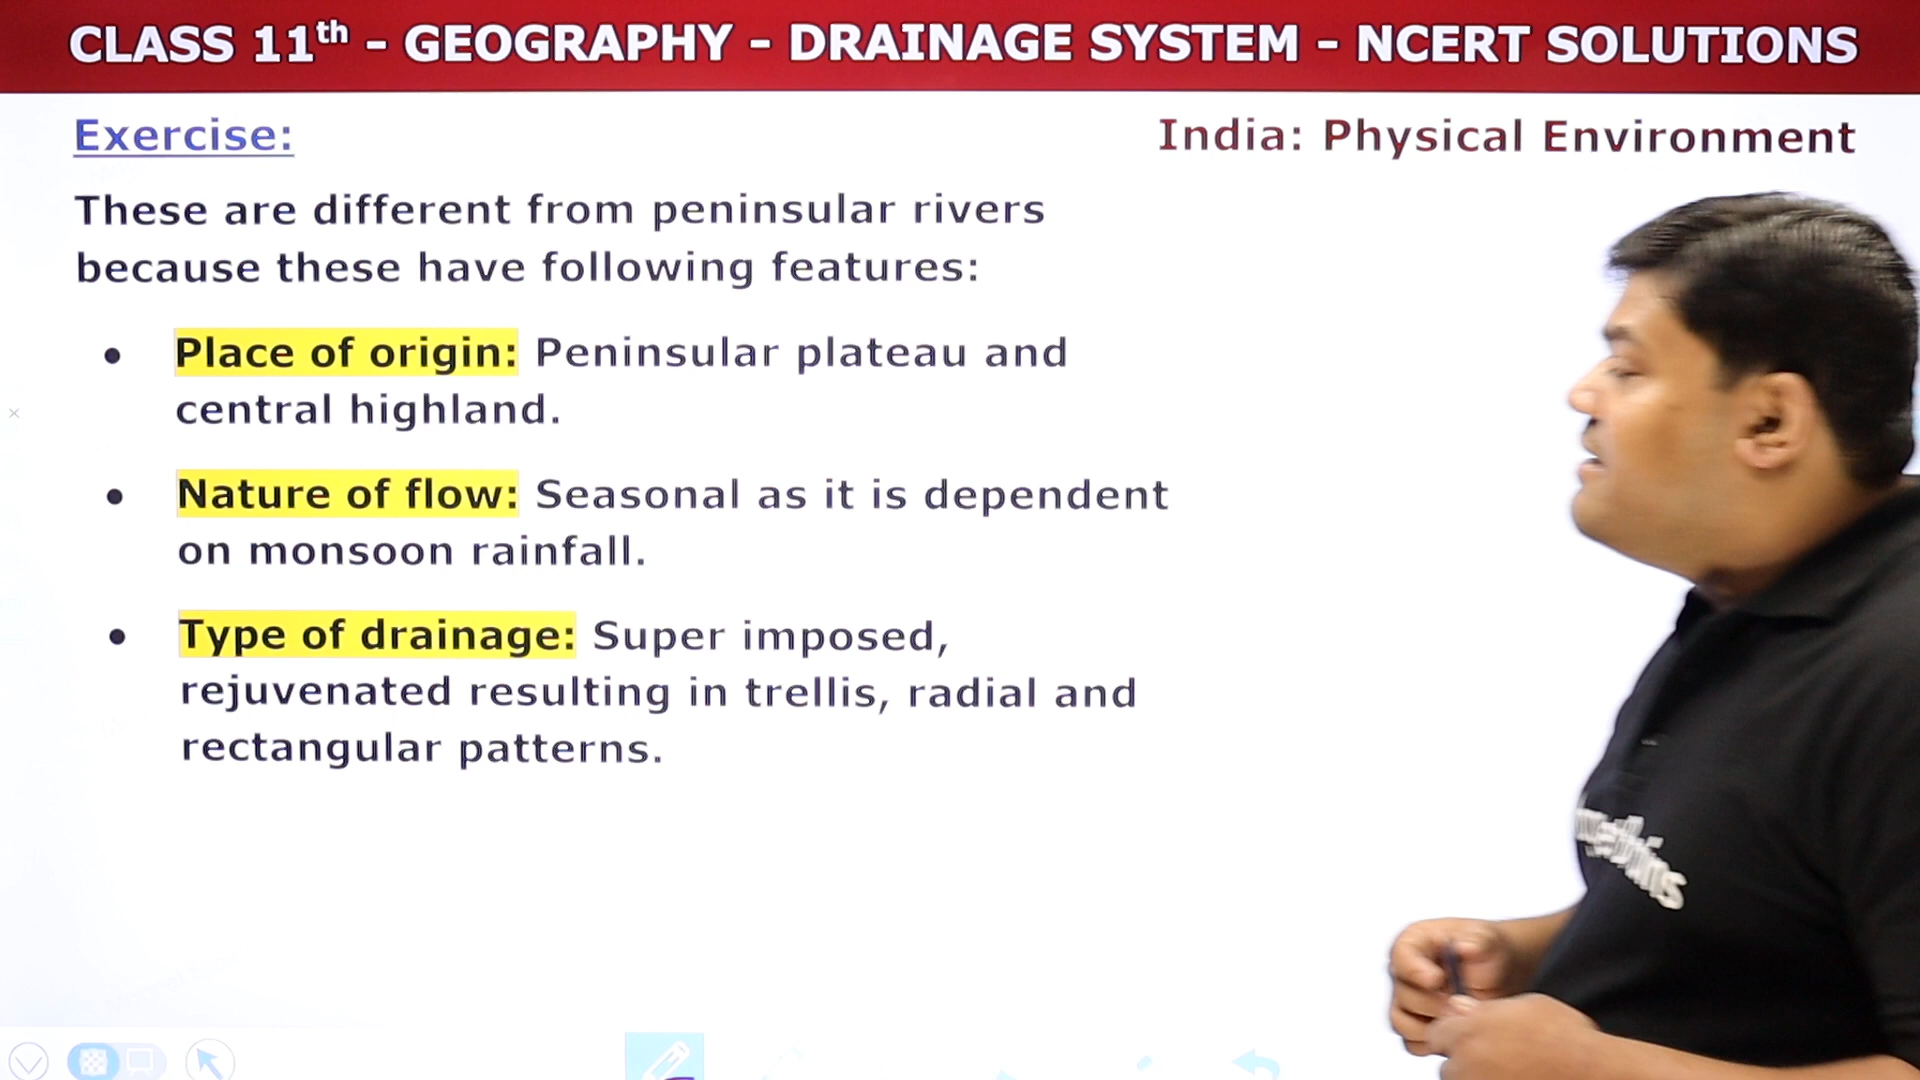 CLASS 11th - GEOGRAPHY - DRAINAGE SYSTEM - NCERT SOLUTIONS
Exercise:
India: Physical Environment
These are different from peninsular rivers
because these have following features:
• Place of origin: Peninsular plateau and
central highland.
• Nature of flow: Seasonal as it is dependent
on monsoon rainfall.
• Type of drainage: Super imposed,
rejuvenated resulting in trellis, radial and
rectangular patterns.